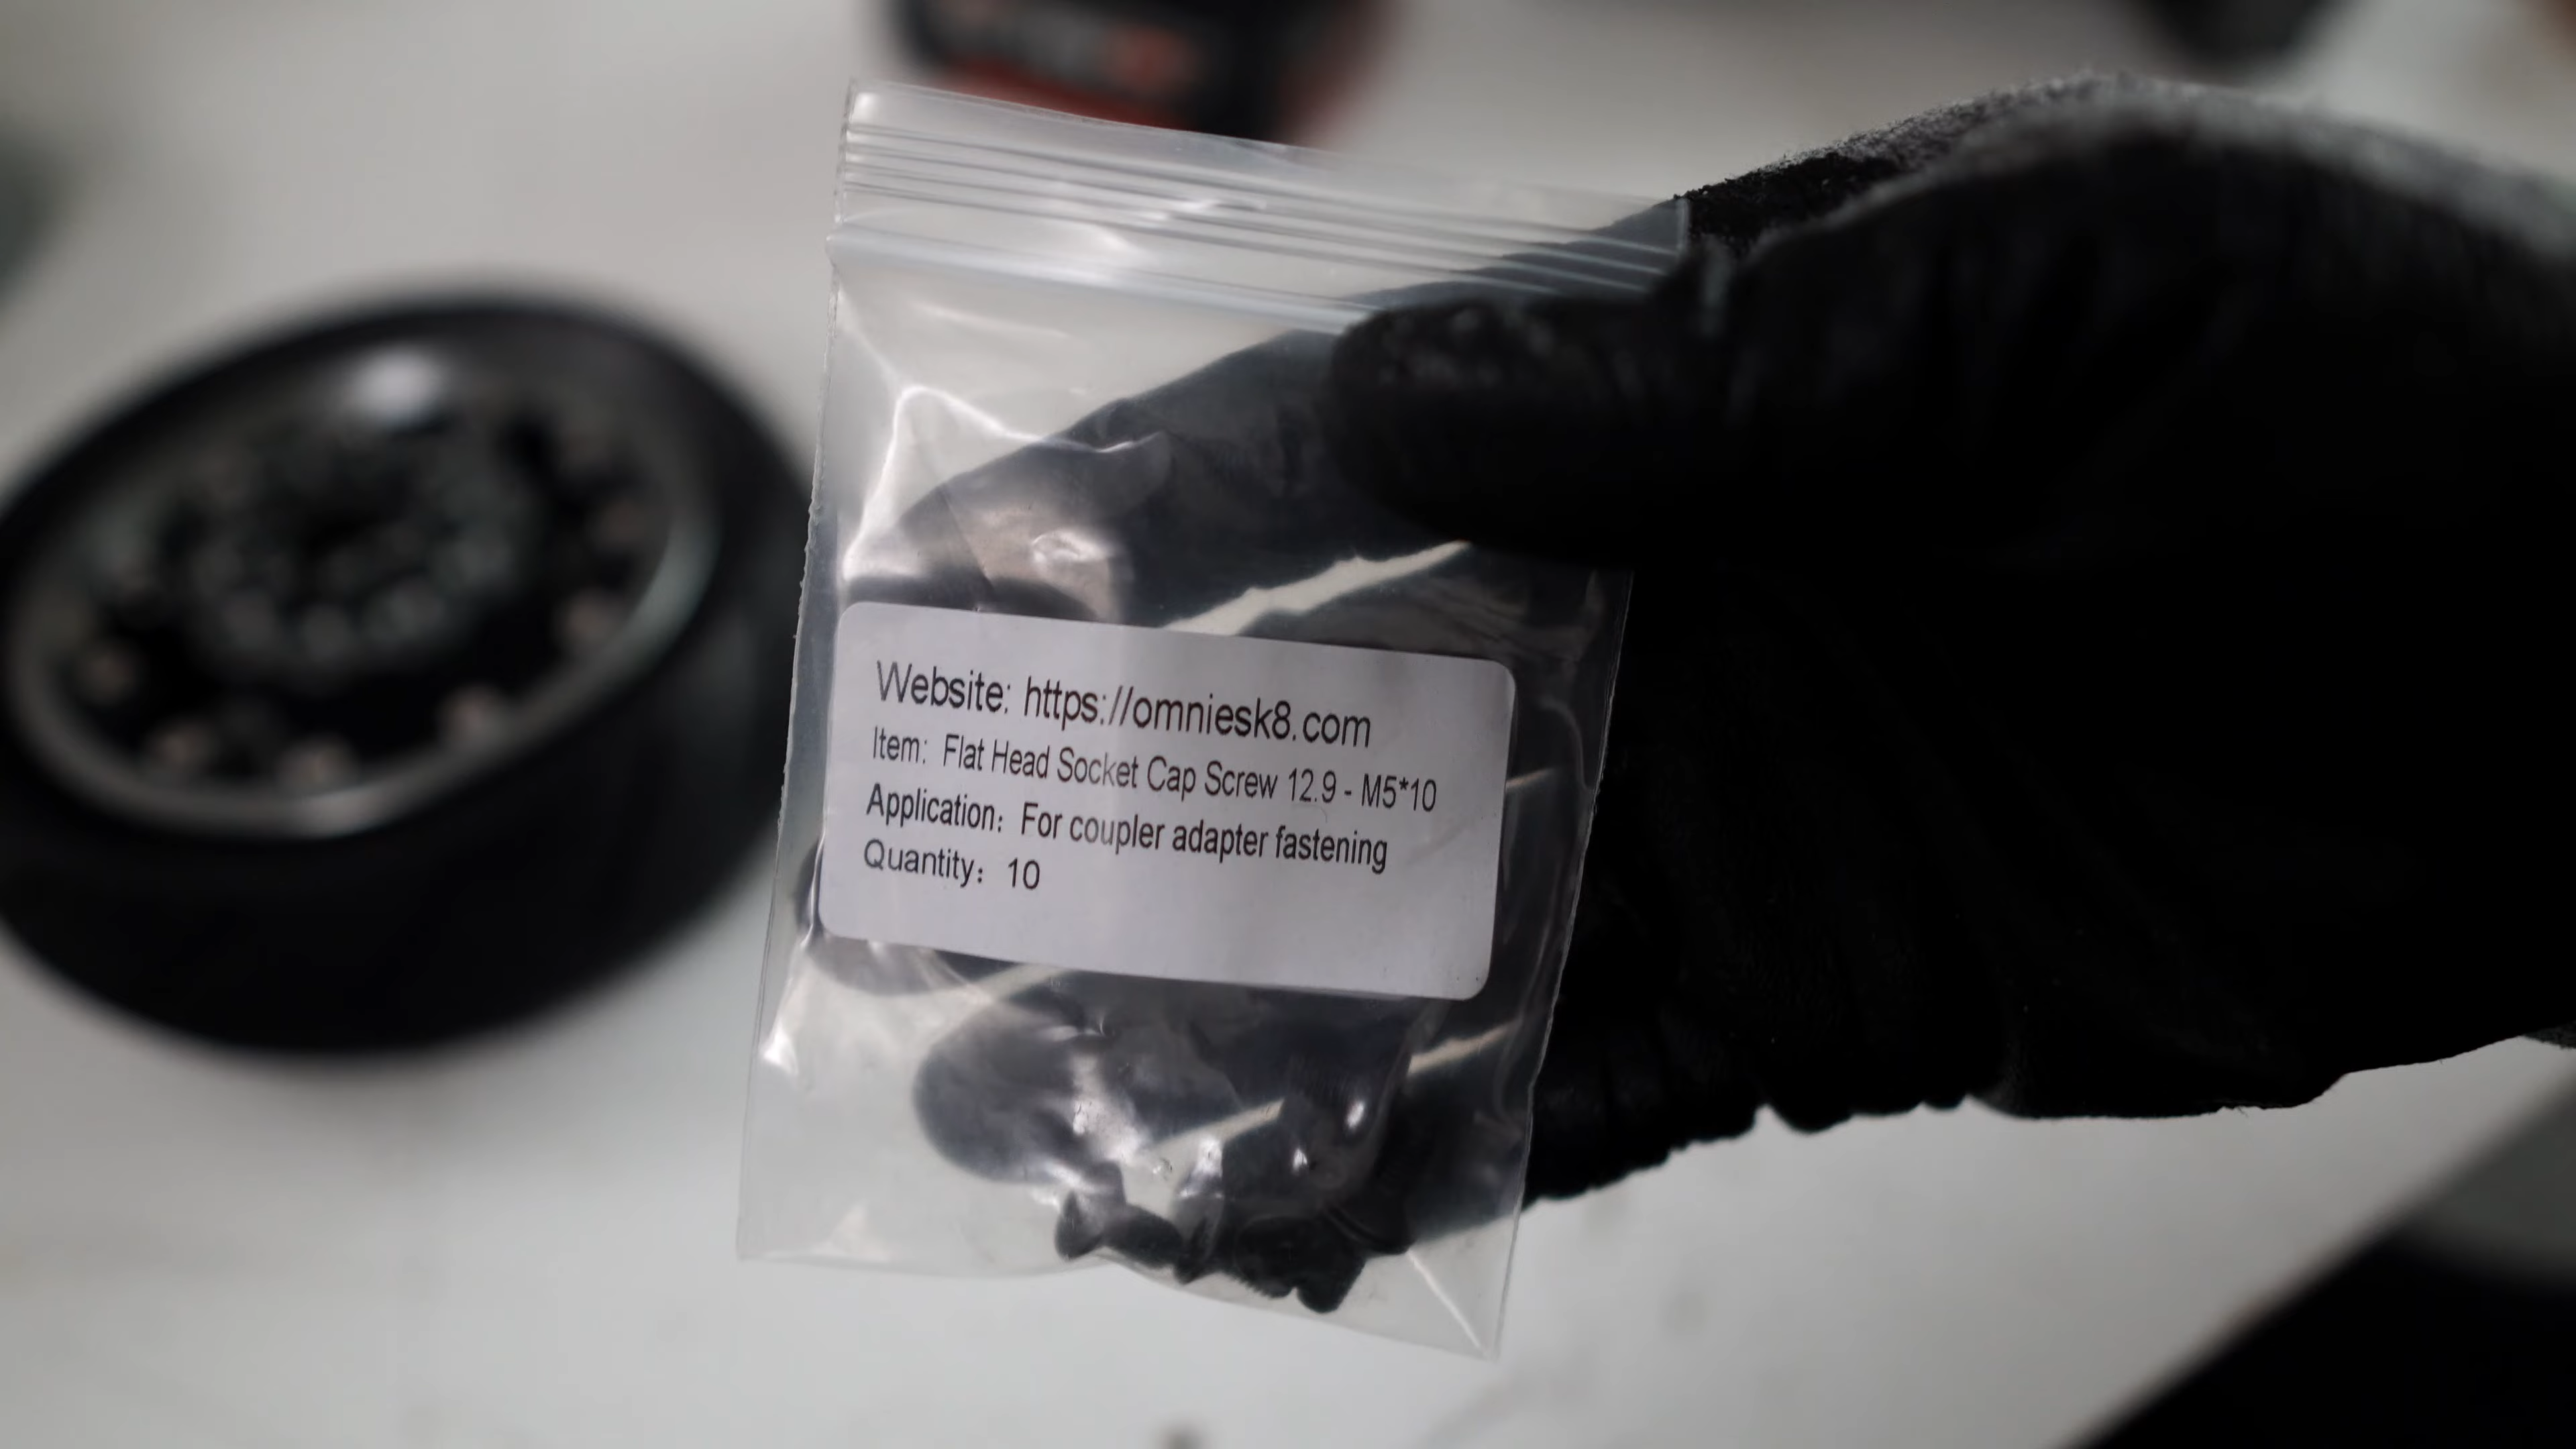 Website: https://omniesk8.com
Item: Flat Head Socket Cap Screw 12.9 - M5*10
Application: For coupler adapter fastening
Quantity: 10